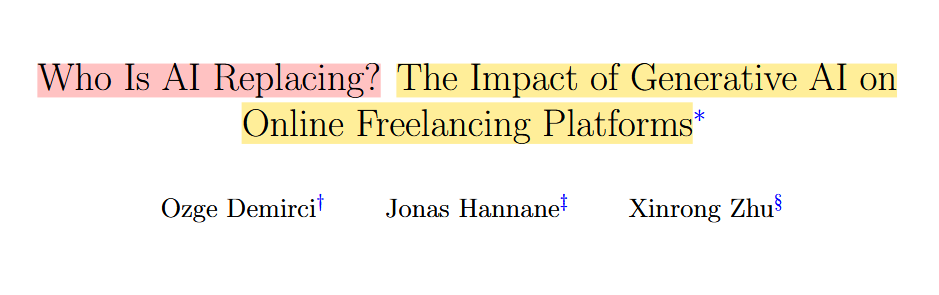 Who Is AI Replacing? The Impact of Generative AI on
Online Freelancing Platforms*
Ozge Demirci† Jonas Hannane‡ Xinrong Zhu§